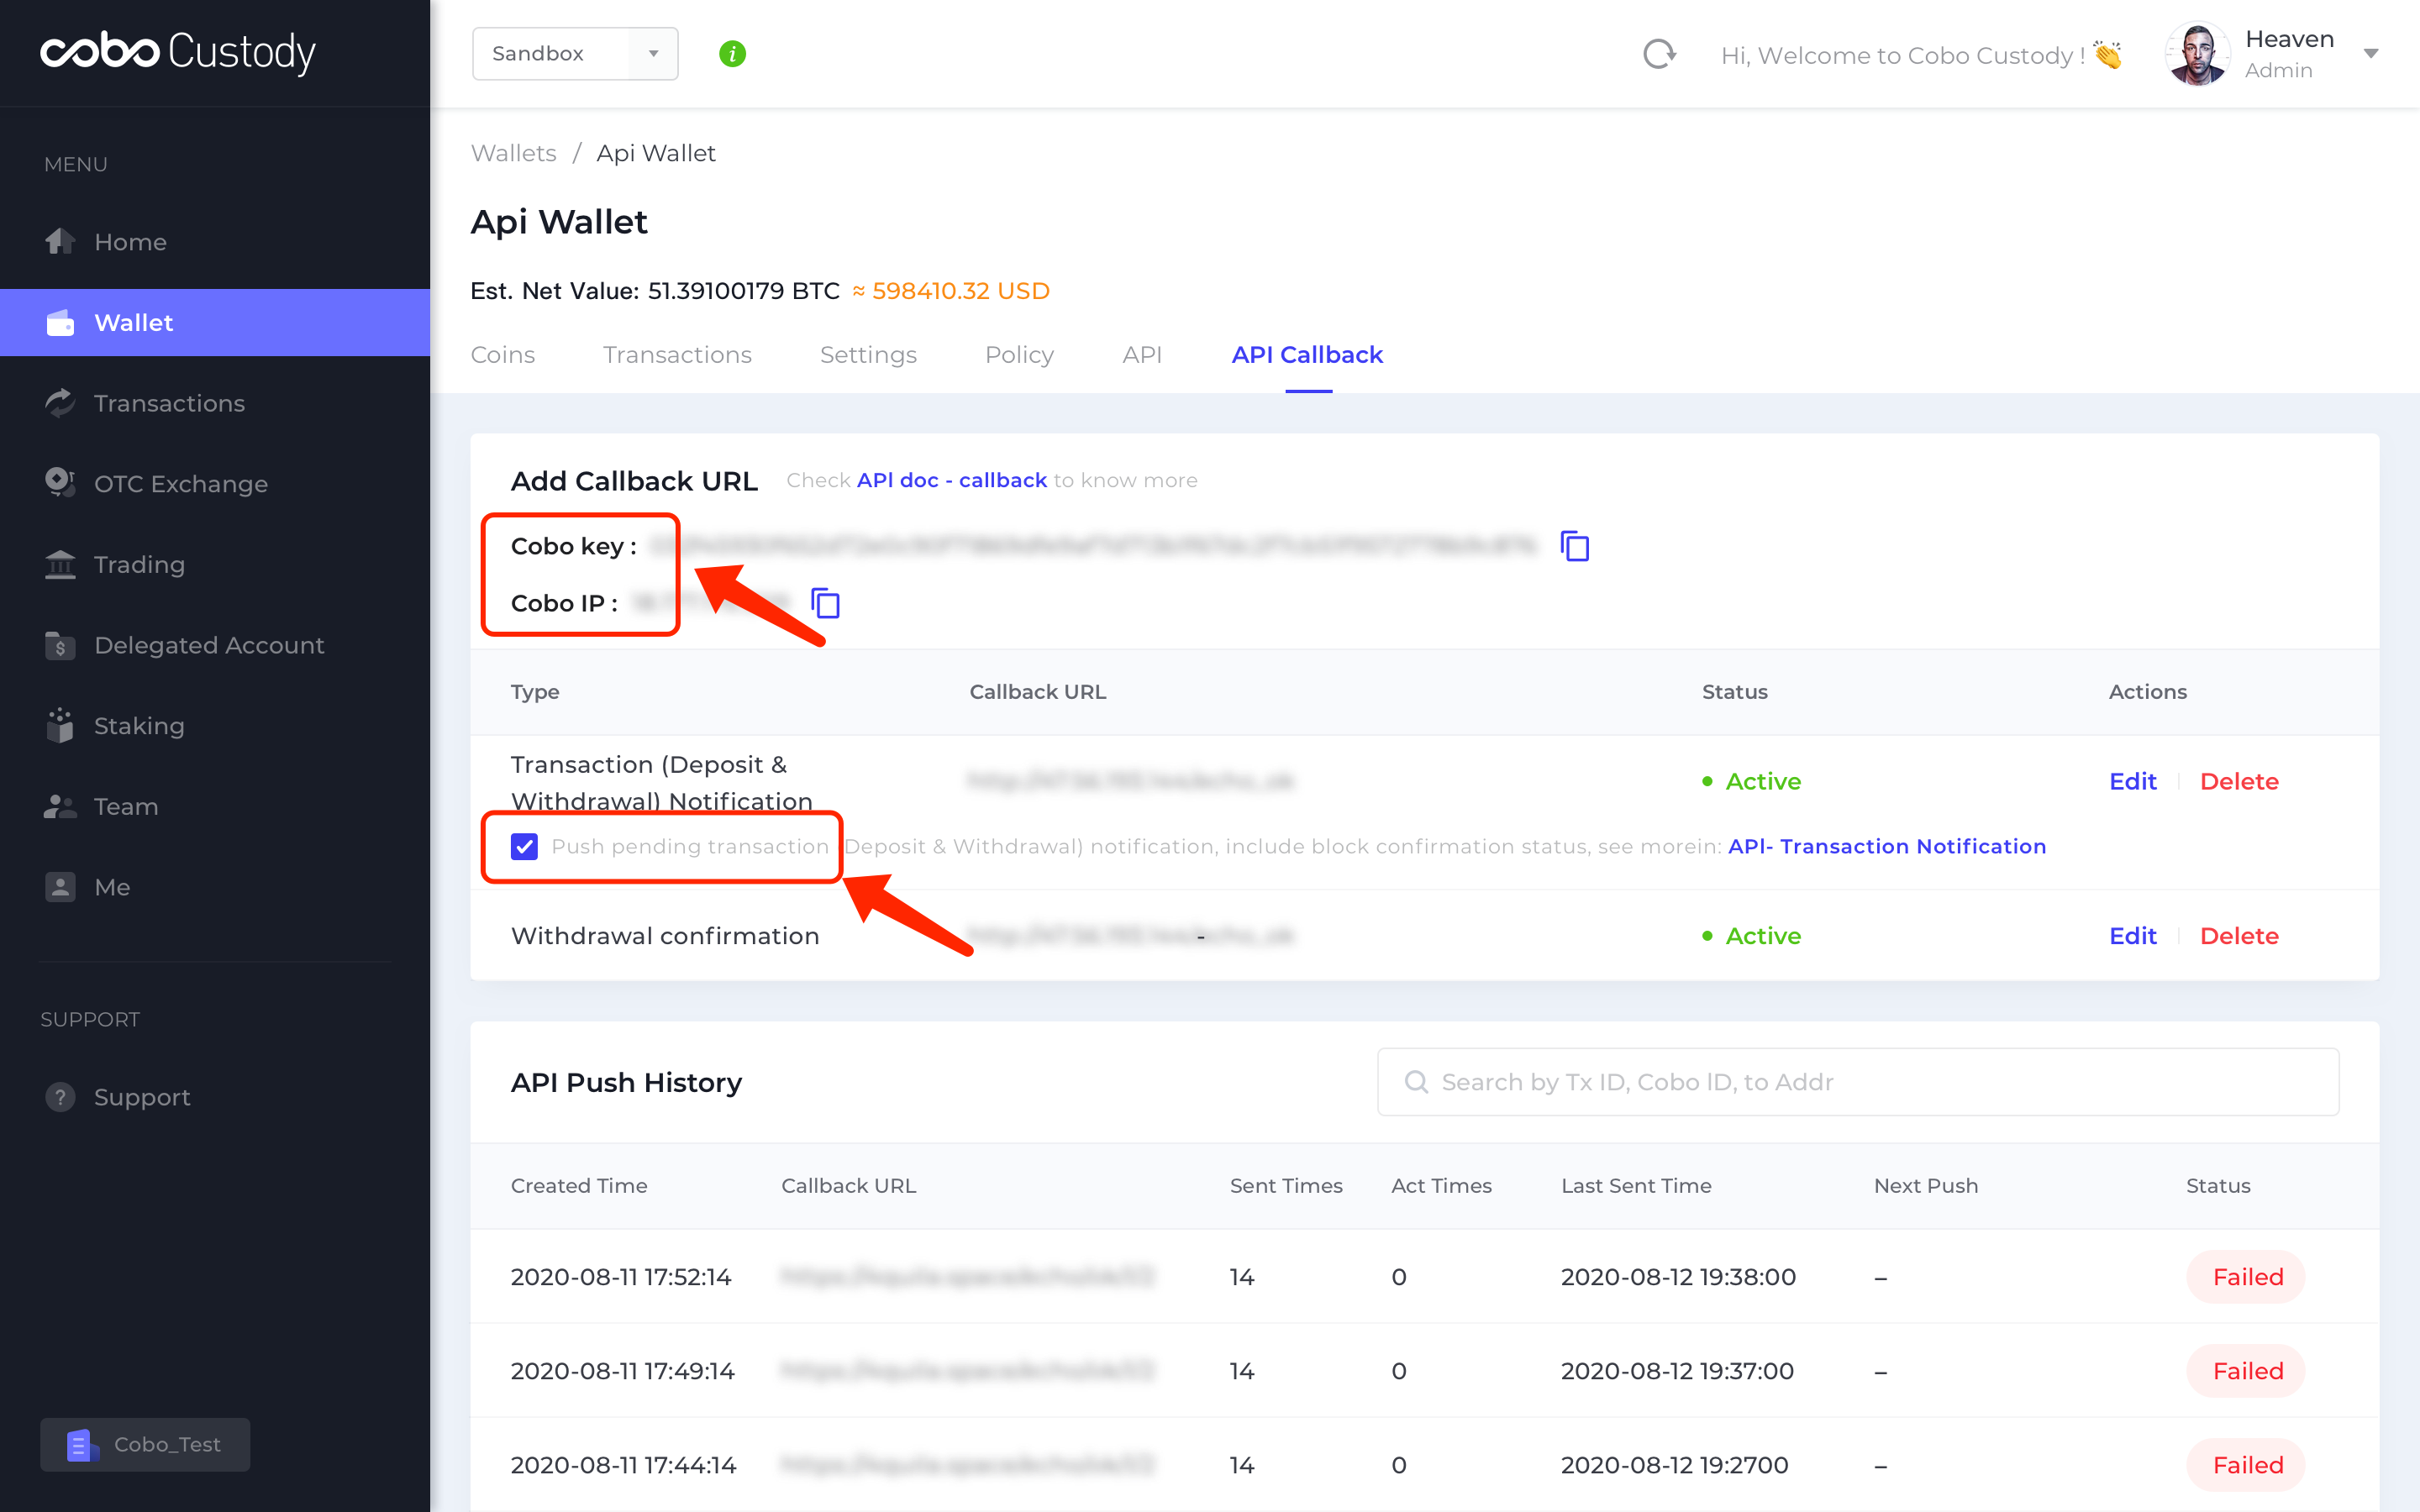 cobo Custody
Sandbox
Hi, Welcome to Cobo Custody ! 👏
Heaven
Admin
MENU
Home
Wallet
Transactions
OTC Exchange
Trading
Delegated Account
Staking
Team
Me
SUPPORT
Support
Cobo_Test
Wallets / Api Wallet
Api Wallet
Est. Net Value: 51.39100179 BTC ≈ 598410.32 USD
Coins Transactions Settings Policy API API Callback
Add Callback URL Check API doc - callback to know more
Cobo key :
Cobo IP :
Type Callback URL Status Actions
Transaction (Deposit &
Withdrawal) Notification
Active Edit Delete
Push pending transaction Deposit & Withdrawal) notification, include block confirmation status, see morein: API- Transaction Notification
Withdrawal confirmation - Active Edit Delete
API Push History
Search by Tx ID, Cobo ID, to Addr
Created Time Callback URL Sent Times Act Times Last Sent Time Next Push Status
2020-08-11 17:52:14 14 0 2020-08-12 19:38:00 – Failed
2020-08-11 17:49:14 14 0 2020-08-12 19:37:00 – Failed
2020-08-11 17:44:14 14 0 2020-08-12 19:2700 – Failed